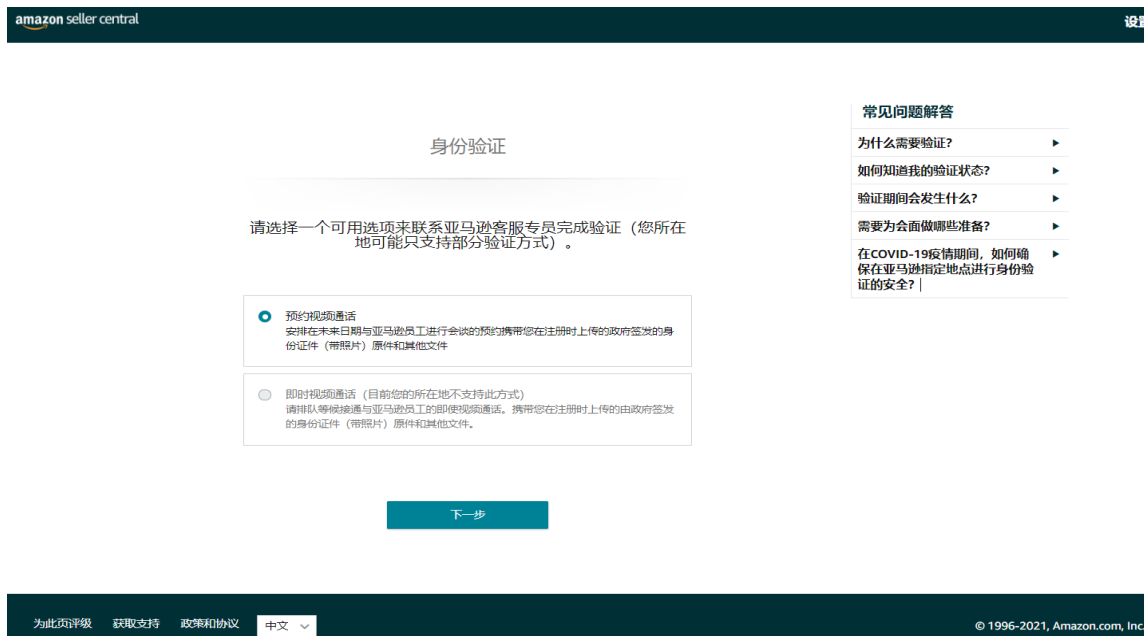 amazon seller central
设置
身份验证
请选择一个可用选项来联系亚马逊客服专员完成验证（您所在
地可能只支持部分验证方式）。
预约视频通话
安排在未来日期与亚马逊员工进行会谈的预约携带您在注册时上传的政府签发的身
份证件（带照片）原件和其他文件
即时视频通话（目前您的所在地不支持此方式）
请排队等候接通与亚马逊员工的即使视频通话。携带您在注册时上传的由政府签发
的身份证件（带照片）原件和其他文件。
下一步
常见问题解答
为什么需要验证?
如何知道我的验证状态?
验证期间会发生什么?
需要为会面做哪些准备?
在COVID-19疫情期间，如何确
保在亚马逊指定地点进行身份验
证的安全?
为此页评级 获取支持 政策和协议 中文
© 1996-2021, Amazon.com, Inc.